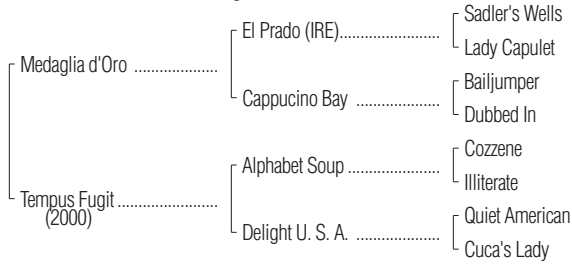 Sadler's Wells
El Prado (IRE)....................
Lady Capulet
Medaglia d'Oro ....................
Bailjumper
Cappucino Bay ....................
Dubbed In
Cozzene
Alphabet Soup ....................
Illiterate
Tempus Fugit ....................
(2000)
Quiet American
Delight U. S. A. ....................
Cuca's Lady